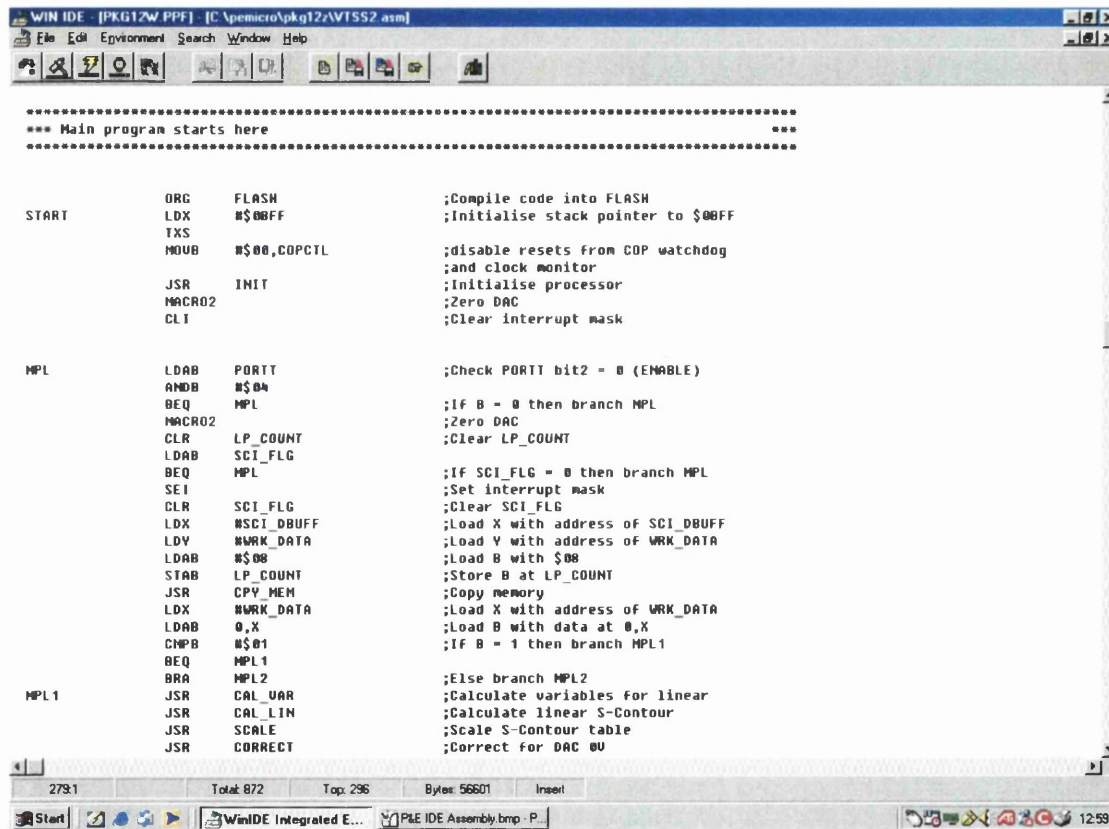 WIN IDE - [PKG12W.PPF] - [C:\pemicro\pkg12z\VTSS2.asm]
File Edit Environment Search Window Help
*****************************************************************************************
*** Main program starts here ***
*****************************************************************************************
ORG FLASH ;Compile code into FLASH
START LDX #$0BFF ;Initialise stack pointer to $0BFF
TXS
MOVB #$00,COPCTL ;disable resets from COP watchdog
;and clock monitor
JSR INIT ;Initialise processor
MACRO2 ;Zero DAC
CLI ;Clear interrupt mask
MPL LDAB PORTT ;Check PORTT bit2 = 0 (ENABLE)
ANDB #$04
BEQ MPL ;If B = 0 then branch MPL
MACRO2 ;Zero DAC
CLR LP_COUNT ;Clear LP_COUNT
LDAB SCI_FLG
BEQ MPL ;If SCI_FLG = 0 then branch MPL
SEI ;Set interrupt mask
CLR SCI_FLG ;Clear SCI_FLG
LDX #SCI_DBUFF ;Load X with address of SCI_DBUFF
LDY #WRK_DATA ;Load Y with address of WRK_DATA
LDAB #$08 ;Load B with $08
STAB LP_COUNT ;Store B at LP_COUNT
JSR CPY_MEM ;Copy memory
LDX #WRK_DATA ;Load X with address of WRK_DATA
LDAB 0,X ;Load B with data at 0,X
CMPB #$01 ;If B = 1 then branch MPL1
BEQ MPL1
BRA MPL2 ;Else branch MPL2
MPL1 JSR CAL_VAR ;Calculate variables for linear
JSR CAL_LIN ;Calculate linear S-Contour
JSR SCALE ;Scale S-Contour table
JSR CORRECT ;Correct for DAC 0V
279:1 Total: 872 Top: 296 Bytes: 56601 Insert
Start WinIDE Integrated E... P&E IDE Assembly.bmp - P... 12:59